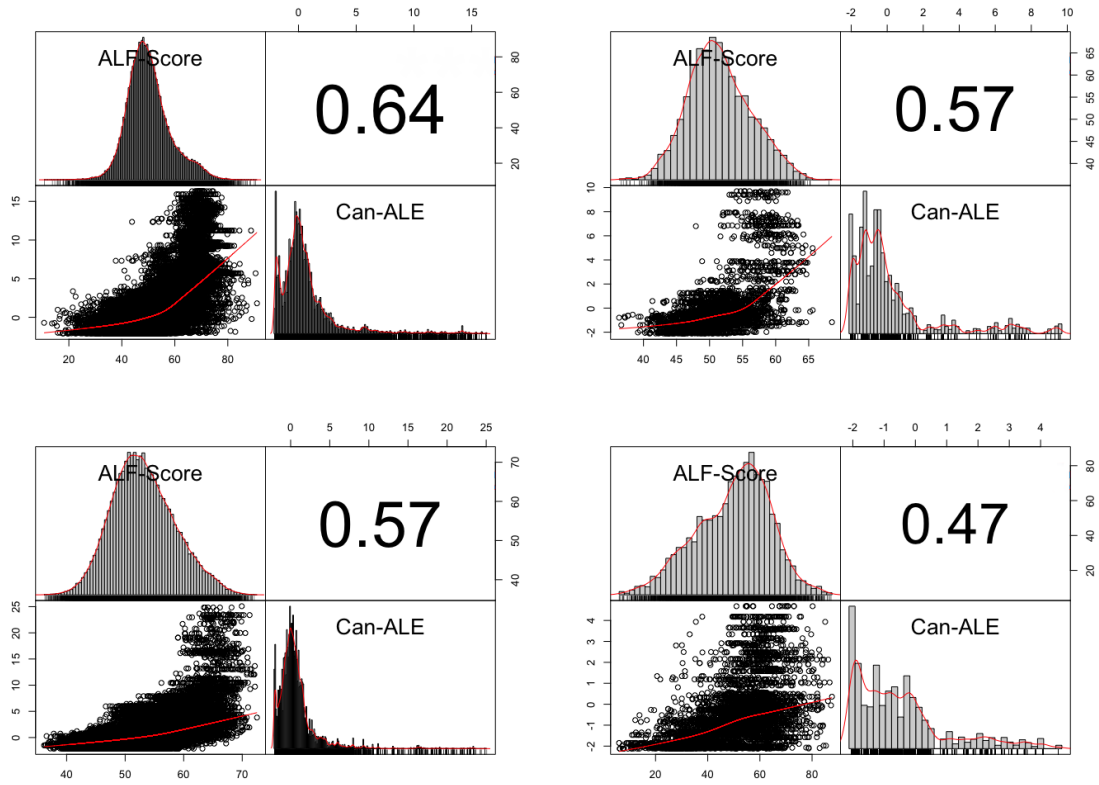 0 5 10 15
ALF-Score
0.64
20 40 60 80
Can-ALE
0 5 10 15
20 40 60 80
-2 0 2 4 6 8 10
ALF-Score
0.57
40 45 50 55 60 65
Can-ALE
-2 0 2 4 6 8 10
40 45 50 55 60 65
0 5 10 15 20 25
ALF-Score
0.57
40 50 60 70
Can-ALE
0 5 10 15 20 25
40 50 60 70
-2 -1 0 1 2 3 4
ALF-Score
0.47
20 40 60 80
Can-ALE
-2 -1 0 1 2 3 4
20 40 60 80